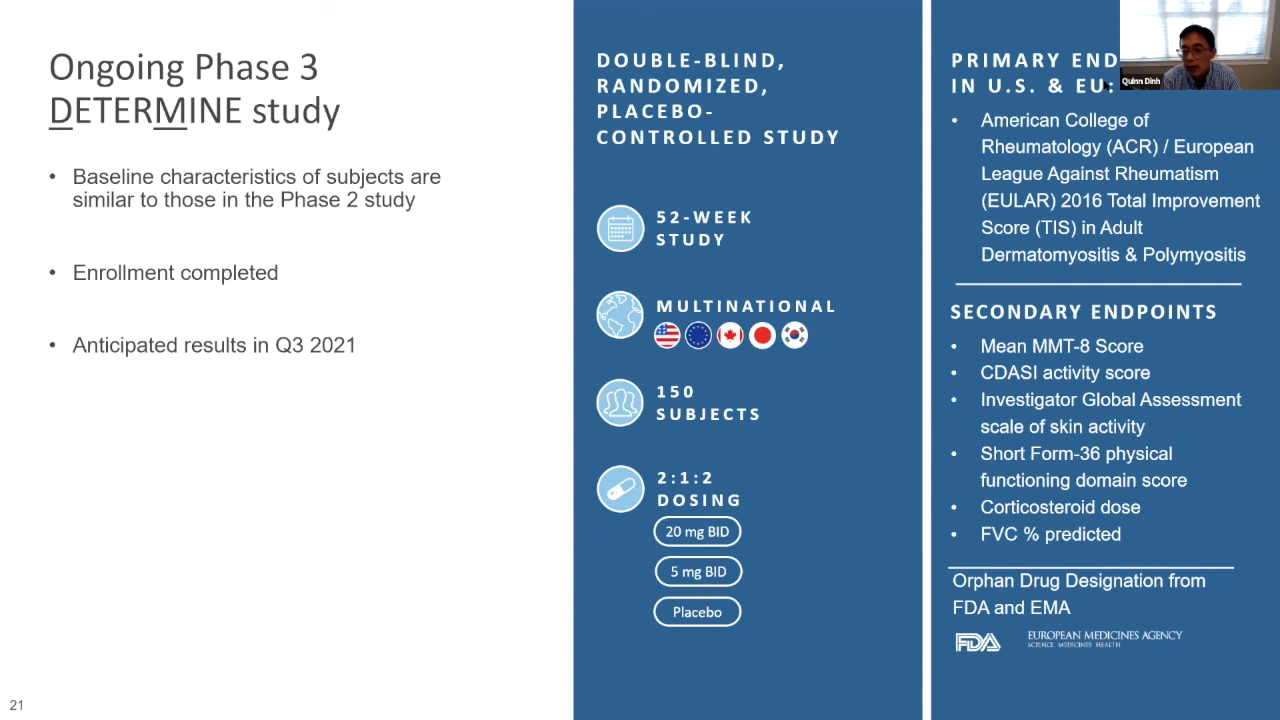 Ongoing Phase 3
DETERMINE study
• Baseline characteristics of subjects are
similar to those in the Phase 2 study
• Enrollment completed
• Anticipated results in Q3 2021
21
DOUBLE-BLIND,
RANDOMIZED,
PLACEBO-
CONTROLLED STUDY
52-WEEK
STUDY
MULTINATIONAL
150
SUBJECTS
2:1:2
DOSING
20 mg BID
5 mg BID
Placebo
PRIMARY END
IN U.S. & EU:
Quinn Dinh
• American College of
Rheumatology (ACR) / European
League Against Rheumatism
(EULAR) 2016 Total Improvement
Score (TIS) in Adult
Dermatomyositis & Polymyositis
SECONDARY ENDPOINTS
• Mean MMT-8 Score
• CDASI activity score
• Investigator Global Assessment
scale of skin activity
• Short Form-36 physical
functioning domain score
• Corticosteroid dose
• FVC % predicted
Orphan Drug Designation from
FDA and EMA
FDA
EUROPEAN MEDICINES AGENCY
SCIENCE MEDICINES HEALTH